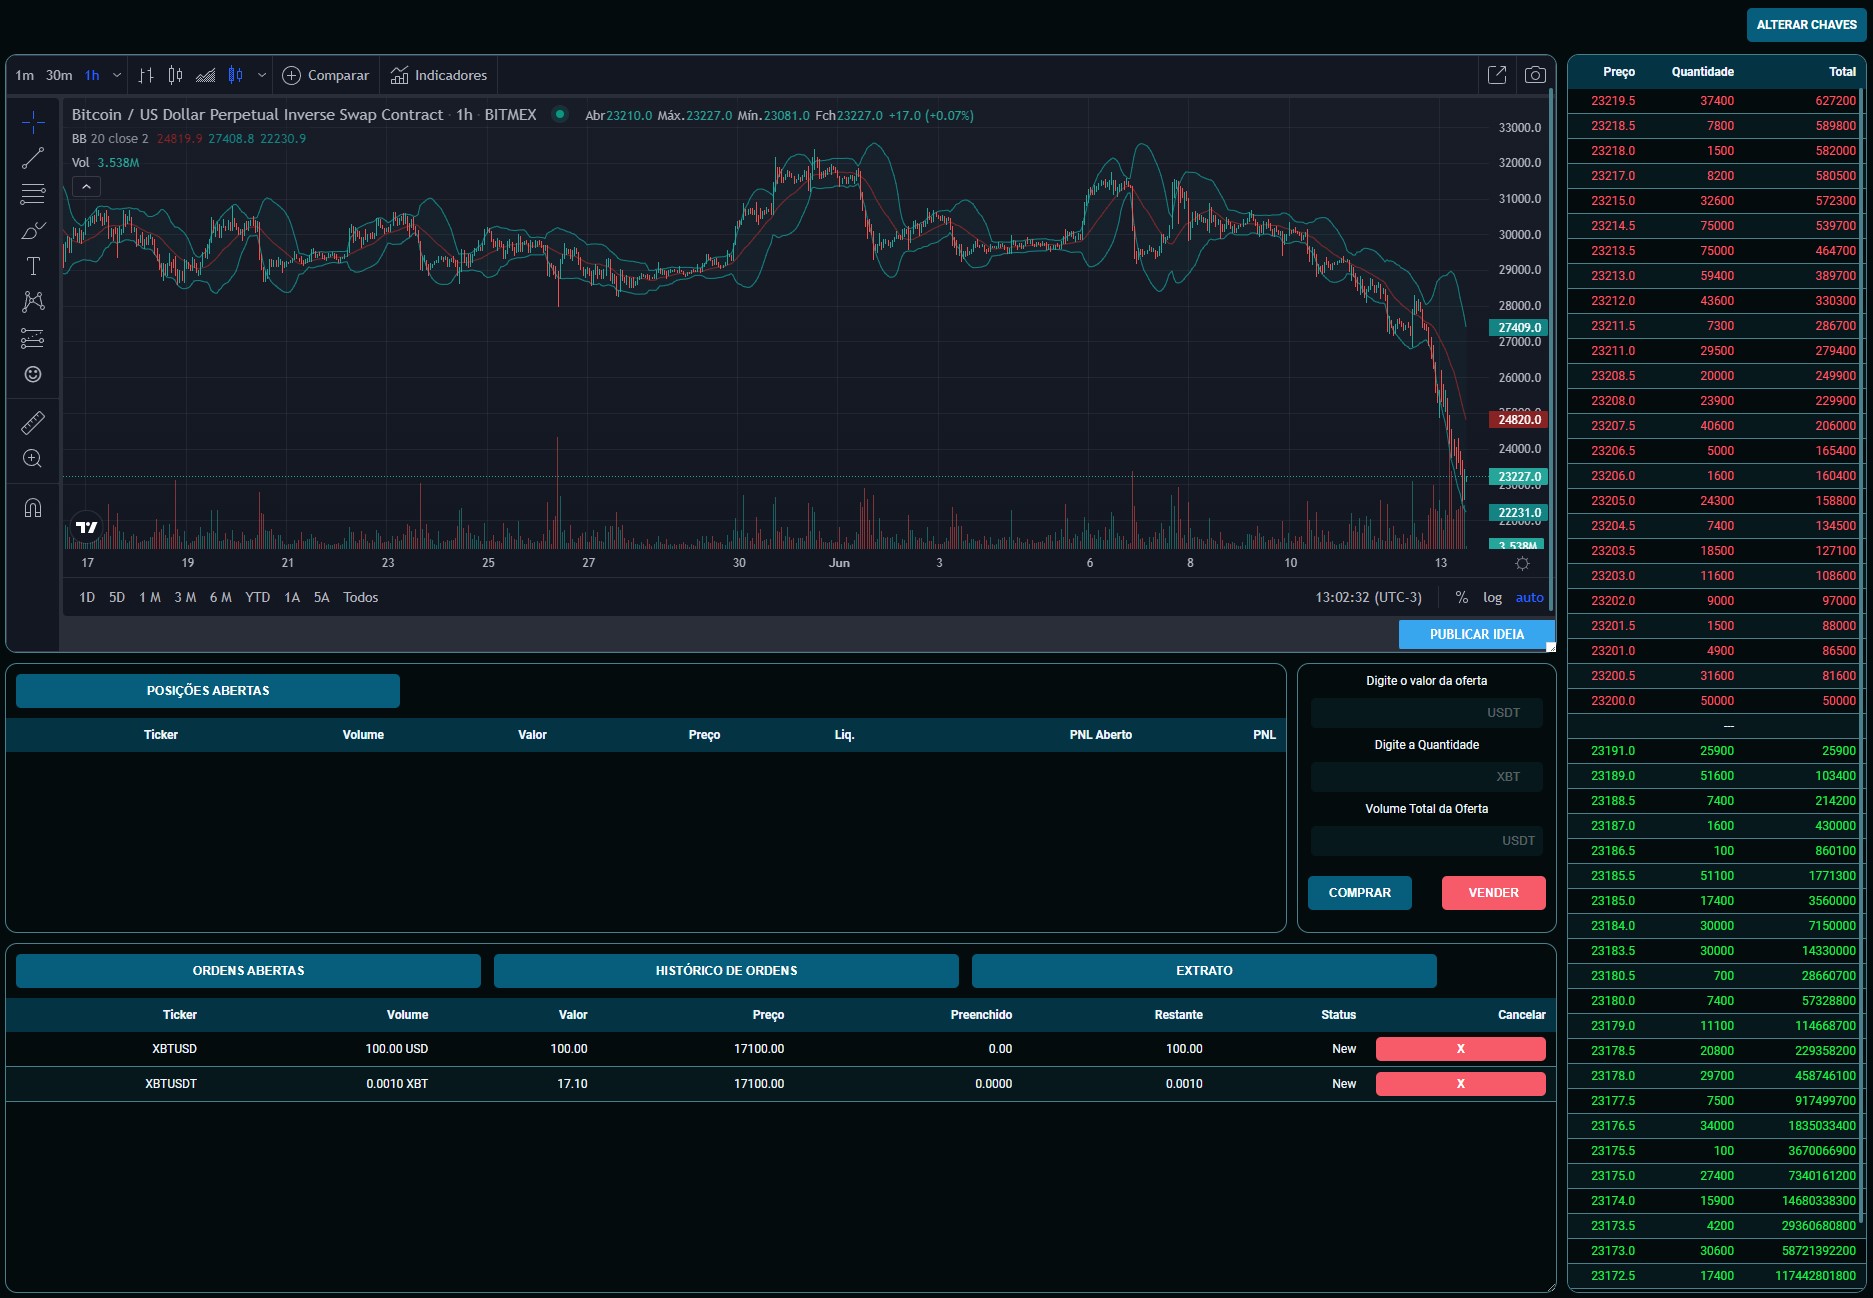 ALTERAR CHAVES
1m 30m 1h Comparar Indicadores
Bitcoin / US Dollar Perpetual Inverse Swap Contract · 1h · BITMEX Abr23210.0 Máx.23227.0 Mín.23081.0 Fch23227.0 +17.0 (+0.07%)
BB 20 close 2 24819.9 27408.8 22230.9
Vol 3.538M
33000.0
32000.0
31000.0
30000.0
29000.0
28000.0
27409.0
27000.0
26000.0
25000.0
24820.0
24000.0
23227.0
23000.0
22231.0
22000.0
3.538M
17 19 21 23 25 27 30 Jun 3 6 8 10 13
1D 5D 1 M 3 M 6 M YTD 1A 5A Todos 13:02:32 (UTC-3) % log auto
PUBLICAR IDEIA
POSIÇÕES ABERTAS
Ticker Volume Valor Preço Liq. PNL Aberto PNL
Digite o valor da oferta
USDT
Digite a Quantidade
XBT
Volume Total da Oferta
USDT
COMPRAR VENDER
ORDENS ABERTAS HISTÓRICO DE ORDENS EXTRATO
Ticker Volume Valor Preço Preenchido Restante Status Cancelar
XBTUSD 100.00 USD 100.00 17100.00 0.00 100.00 New X
XBTUSDT 0.0010 XBT 17.10 17100.00 0.0000 0.0010 New X
Preço Quantidade Total
23219.5 37400 627200
23218.5 7800 589800
23218.0 1500 582000
23217.0 8200 580500
23215.0 32600 572300
23214.5 75000 539700
23213.5 75000 464700
23213.0 59400 389700
23212.0 43600 330300
23211.5 7300 286700
23211.0 29500 279400
23208.5 20000 249900
23208.0 23900 229900
23207.5 40600 206000
23206.5 5000 165400
23206.0 1600 160400
23205.0 24300 158800
23204.5 7400 134500
23203.5 18500 127100
23203.0 11600 108600
23202.0 9000 97000
23201.5 1500 88000
23201.0 4900 86500
23200.5 31600 81600
23200.0 50000 50000
---
23191.0 25900 25900
23189.0 51600 103400
23188.5 7400 214200
23187.0 1600 430000
23186.5 100 860100
23185.5 51100 1771300
23185.0 17400 3560000
23184.0 30000 7150000
23183.5 30000 14330000
23180.5 700 28660700
23180.0 7400 57328800
23179.0 11100 114668700
23178.5 20800 229358200
23178.0 29700 458746100
23177.5 7500 917499700
23176.5 34000 1835033400
23175.5 100 3670066900
23175.0 27400 7340161200
23174.0 15900 14680338300
23173.5 4200 29360680800
23173.0 30600 58721392200
23172.5 17400 117442801800